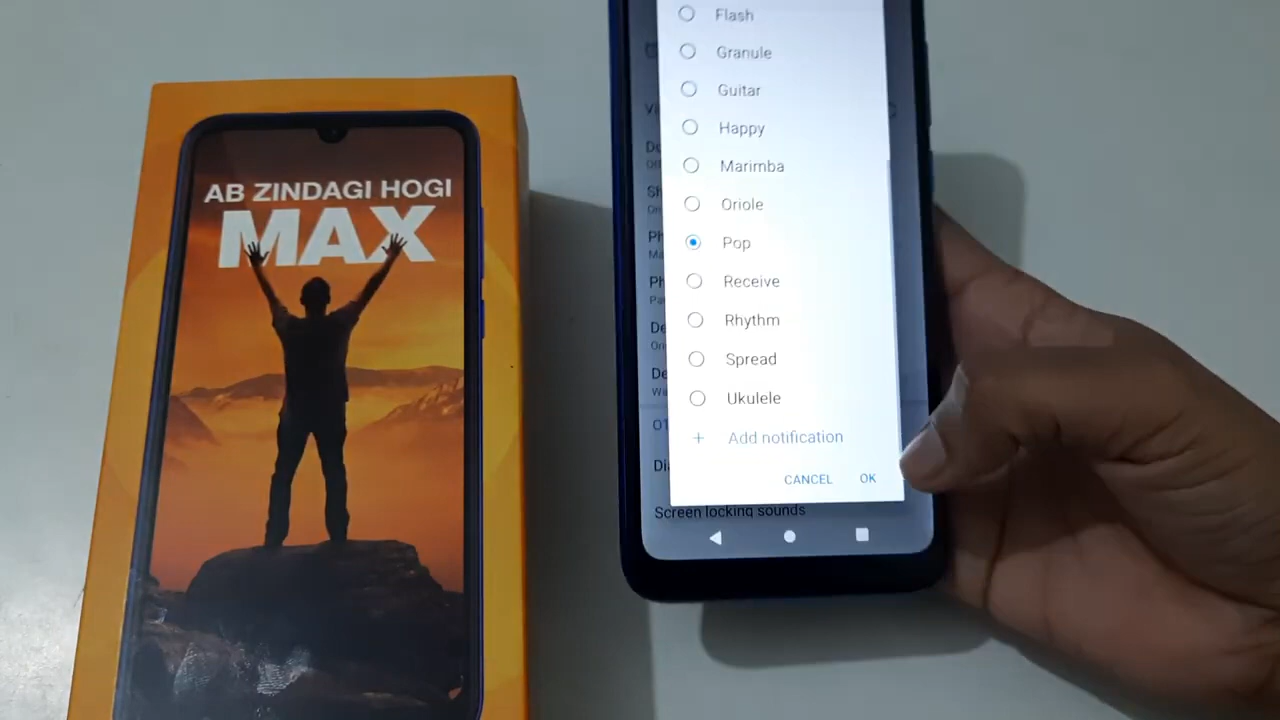 AB ZINDAGI HOGI
MAX
Flash
Granule
Guitar
Happy
Marimba
Oriole
Pop
Receive
Rhythm
Spread
Ukulele
+ Add notification
CANCEL OK
Screen locking sounds